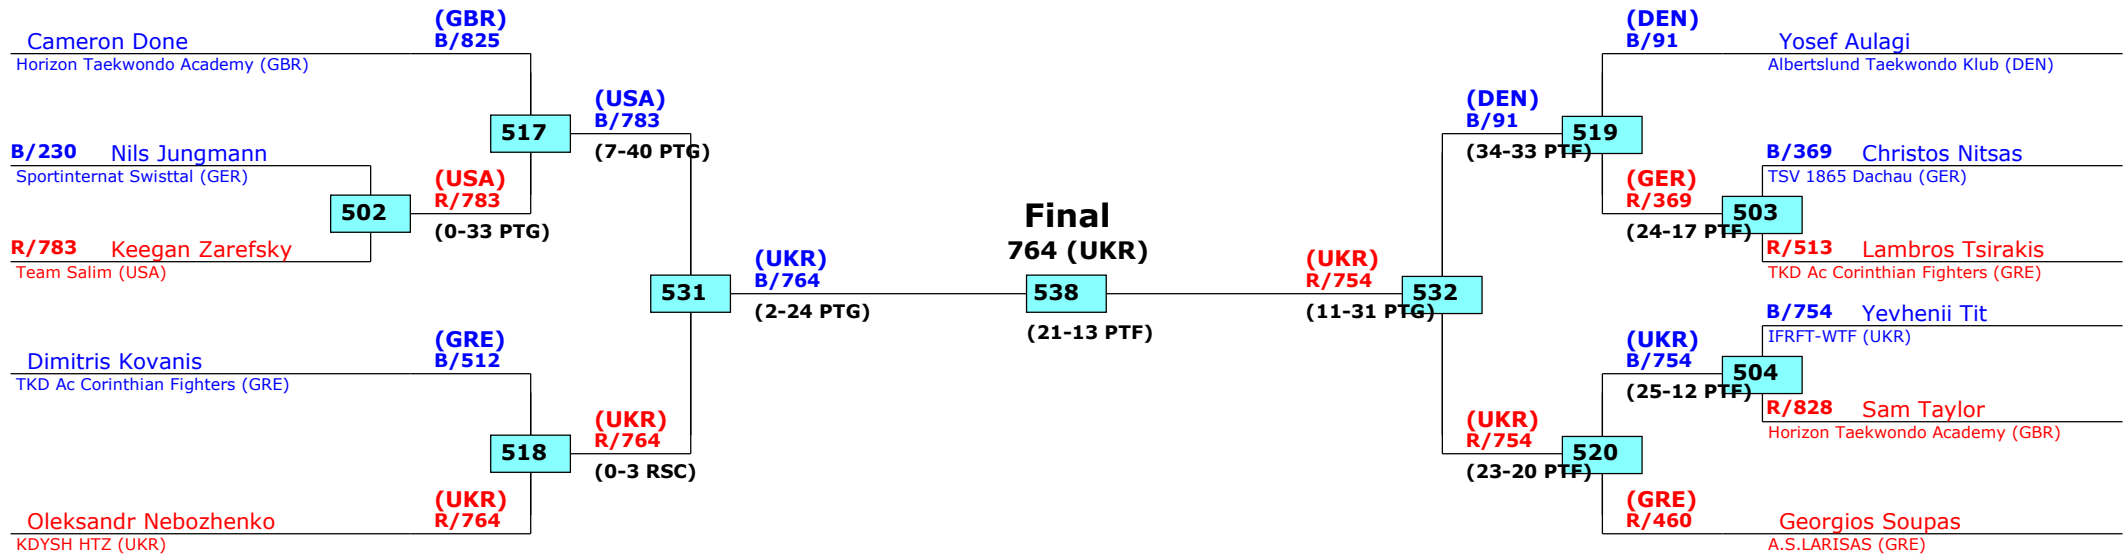 (GBR)
Cameron Done B/825
Horizon Taekwondo Academy (GBR)
(USA)
B/783
517
(7-40 PTG)
B/230 Nils Jungmann
Sportinternat Swisttal (GER)
(USA)
R/783
502
(0-33 PTG)
R/783 Keegan Zarefsky
Team Salim (USA)
(UKR)
B/764
531
(2-24 PTG)
(GRE)
Dimitris Kovanis B/512
TKD Ac Corinthian Fighters (GRE)
(UKR)
R/764
518
(0-3 RSC)
(UKR)
Oleksandr Nebozhenko R/764
KDYSH HTZ (UKR)
Final
764 (UKR)
538
(21-13 PTF)
(DEN)
B/91 Yosef Aulagi
Albertslund Taekwondo Klub (DEN)
(DEN)
B/91
519
(34-33 PTF)
B/369 Christos Nitsas
TSV 1865 Dachau (GER)
(GER)
R/369
503
(24-17 PTF)
R/513 Lambros Tsirakis
TKD Ac Corinthian Fighters (GRE)
(UKR)
R/754
532
(11-31 PTG)
B/754 Yevhenii Tit
IFRFT-WTF (UKR)
(UKR)
B/754
504
(25-12 PTF)
R/828 Sam Taylor
Horizon Taekwondo Academy (GBR)
(UKR)
R/754
520
(23-20 PTF)
(GRE)
R/460 Georgios Soupas
A.S.LARISAS (GRE)